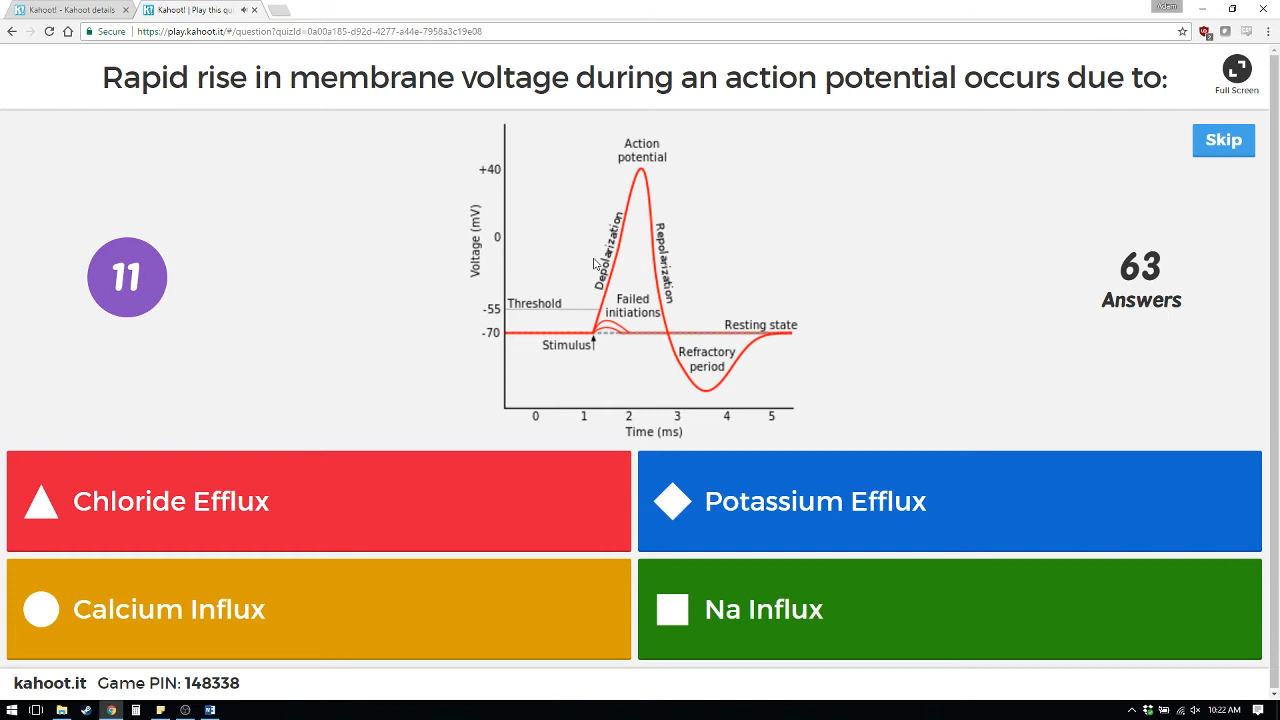 Kahoot! - Kahoot details
Kahoot! | Play this qui
Adam
Secure
https://play.kahoot.it/#/question?quizId=0a00a185-d92d-4277-a44e-7958a3c19e08
Rapid rise in membrane voltage during an action potential occurs due to:
Full Screen
Skip
11
63
Answers
Action
potential
+40
0
-55
-70
Voltage (mV)
Depolarization
Repolarization
Threshold
Failed
initiations
Stimulus
Resting state
Refractory
period
0 1 2 3 4 5
Time (ms)
Chloride Efflux
Potassium Efflux
Calcium Influx
Na Influx
kahoot.it Game PIN: 148338
10:22 AM